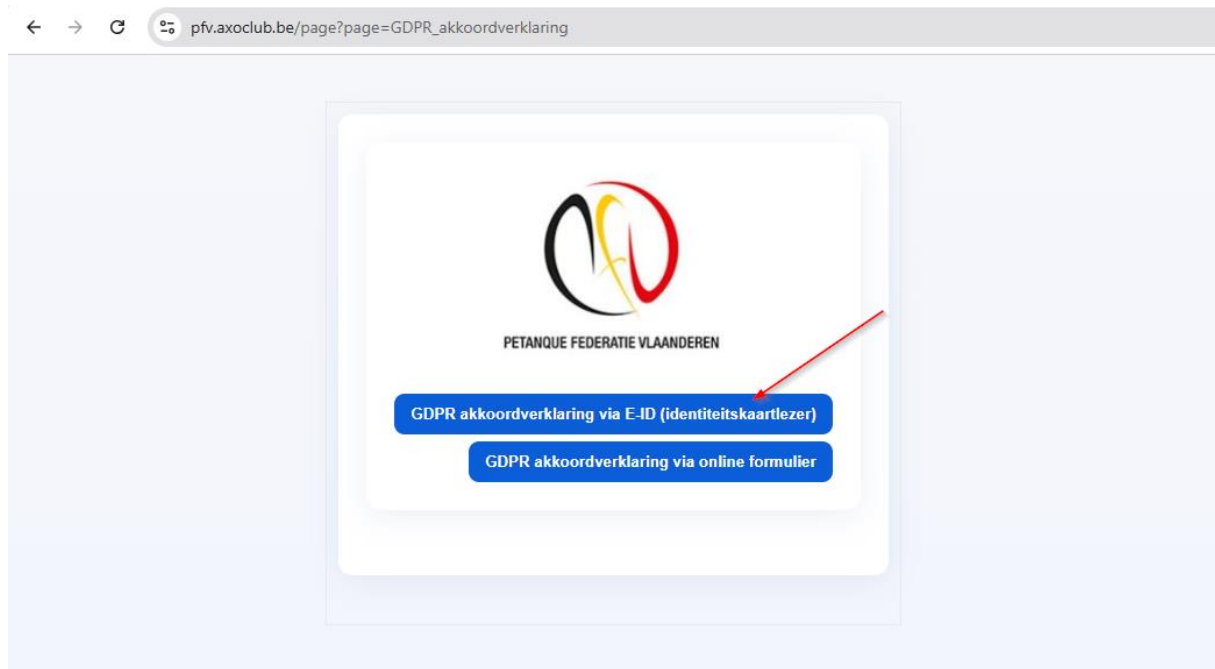 pfv.axoclub.be/page?page=GDPR_akkoordverklaring
PETANQUE FEDERATIE VLAANDEREN
GDPR akkoordverklaring via E-ID (identiteitskaartlezer)
GDPR akkoordverklaring via online formulier